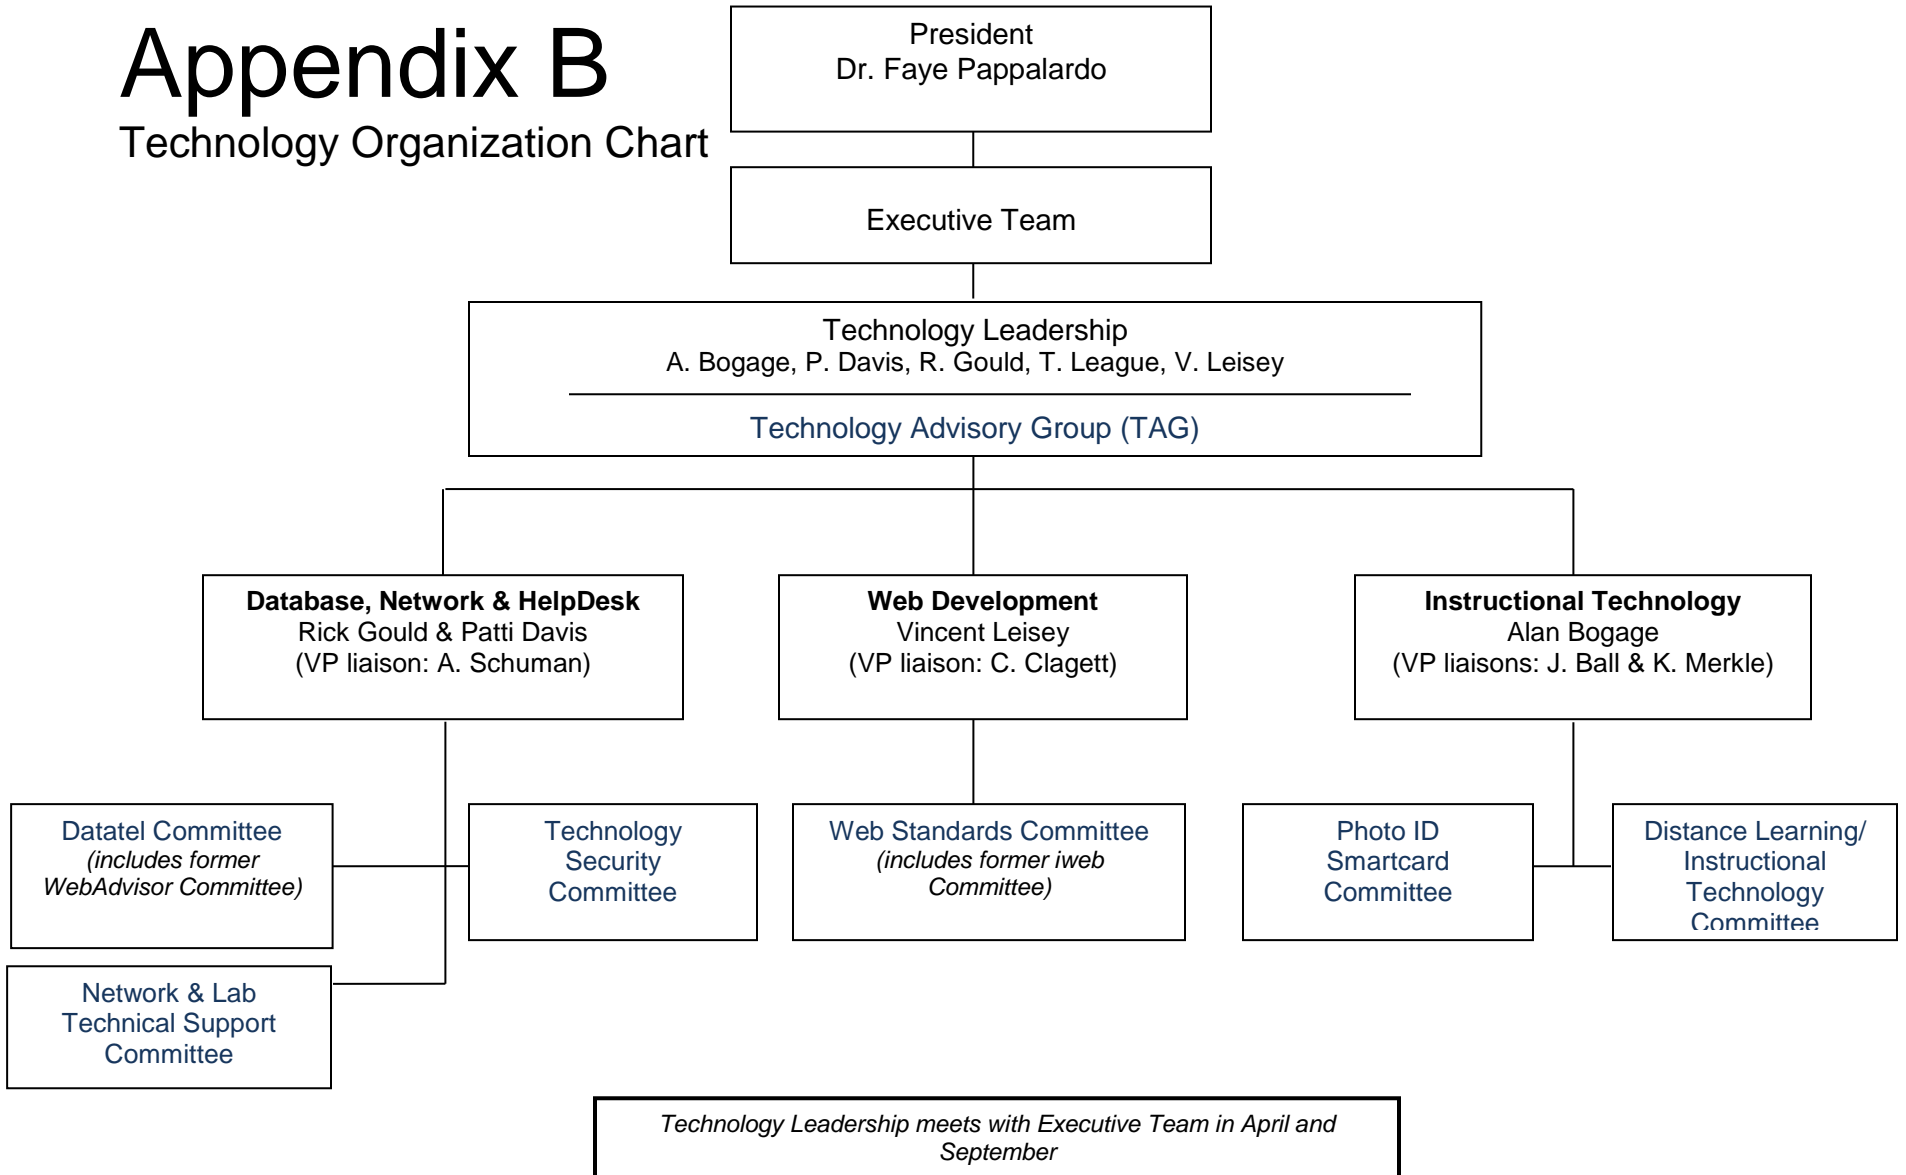 Appendix B
Technology Organization Chart
President
Dr. Faye Pappalardo
Executive Team
Technology Leadership
A. Bogage, P. Davis, R. Gould, T. League, V. Leisey
Technology Advisory Group (TAG)
Database, Network & HelpDesk
Rick Gould & Patti Davis
(VP liaison: A. Schuman)
Web Development
Vincent Leisey
(VP liaison: C. Clagett)
Instructional Technology
Alan Bogage
(VP liaisons: J. Ball & K. Merkle)
Datatel Committee
(includes former
WebAdvisor Committee)
Technology
Security
Committee
Web Standards Committee
(includes former iweb
Committee)
Photo ID
Smartcard
Committee
Distance Learning/
Instructional
Technology
Committee
Network & Lab
Technical Support
Committee
Technology Leadership meets with Executive Team in April and
September